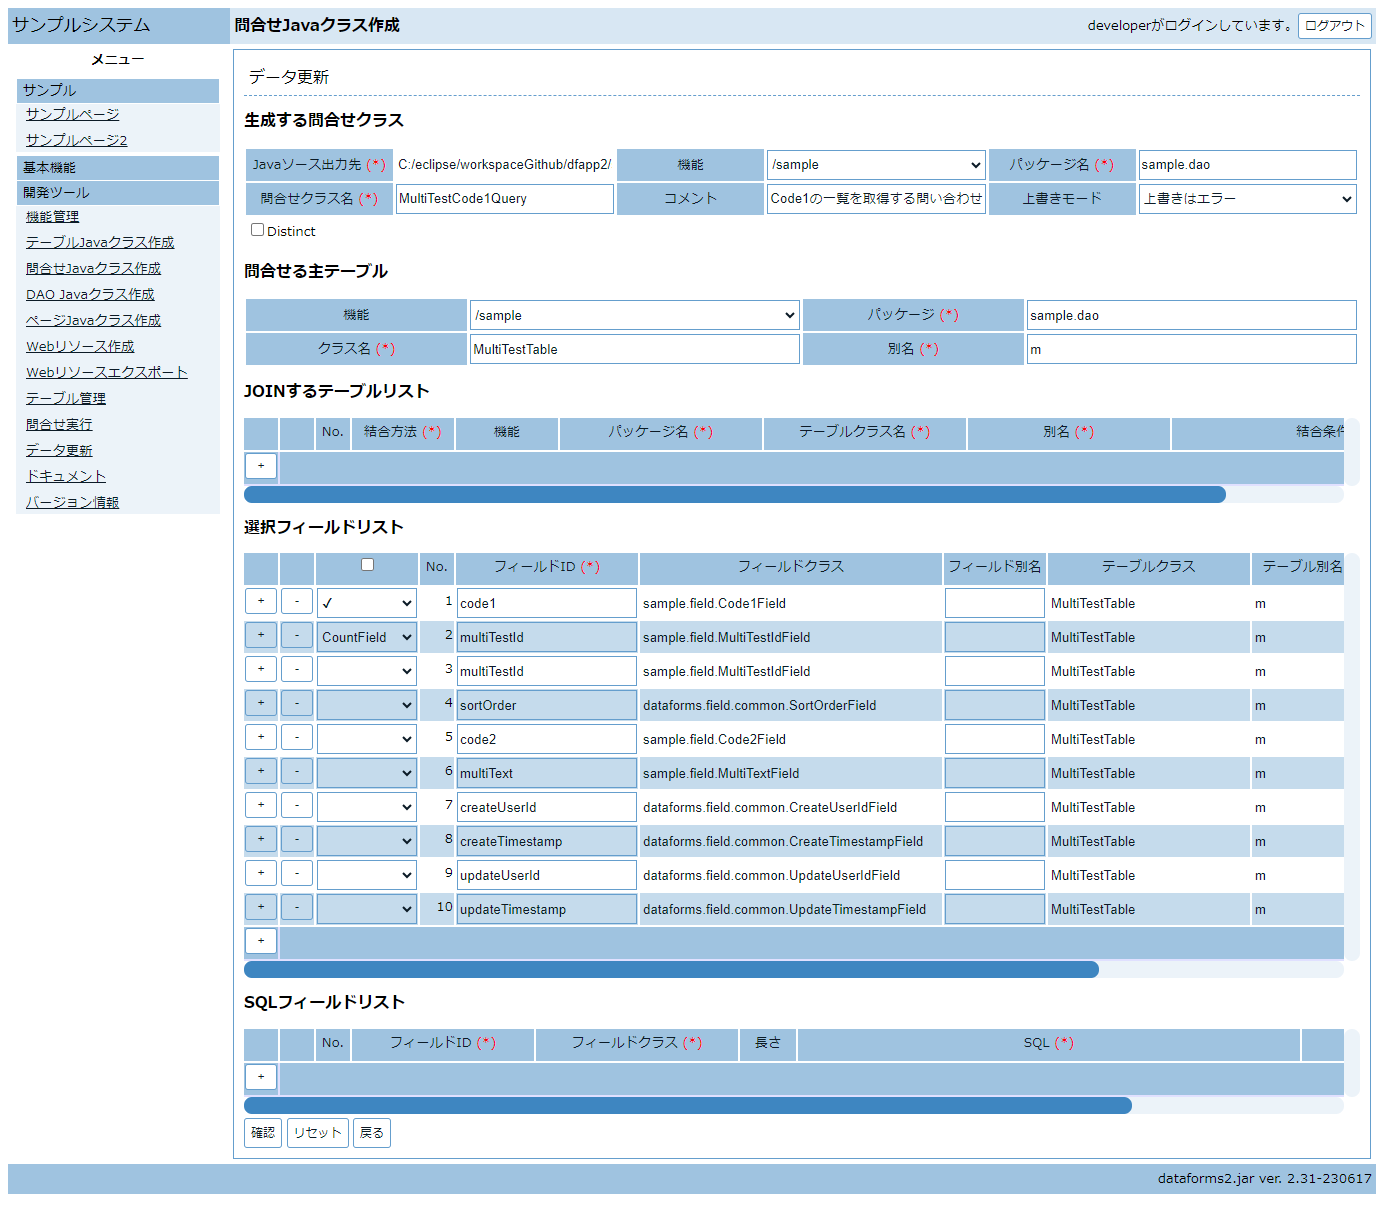 サンプルシステム
問合せJavaクラス作成
developerがログインしています。 ログアウト
メニュー
サンプル
サンプルページ
サンプルページ2
基本機能
開発ツール
機能管理
テーブルJavaクラス作成
問合せJavaクラス作成
DAO Javaクラス作成
ページJavaクラス作成
Webリソース作成
Webリソースエクスポート
テーブル管理
問合せ実行
データ更新
ドキュメント
バージョン情報
データ更新
生成する問合せクラス
Javaソース出力先 (*) C:/eclipse/workspaceGithub/dfapp2/ 機能 /sample パッケージ名 (*) sample.dao
問合せクラス名 (*) MultiTestCode1Query コメント Code1の一覧を取得する問い合わせ 上書きモード 上書きはエラー
Distinct
問合せる主テーブル
機能 /sample パッケージ (*) sample.dao
クラス名 (*) MultiTestTable 別名 (*) m
JOINするテーブルリスト
No. 結合方法 (*) 機能 パッケージ名 (*) テーブルクラス名 (*) 別名 (*) 結合条件
+
選択フィールドリスト
No. フィールドID (*) フィールドクラス フィールド別名 テーブルクラス テーブル別名
+ - ✓ 1 code1 sample.field.Code1Field MultiTestTable m
+ - CountField 2 multiTestId sample.field.MultiTestIdField MultiTestTable m
+ - 3 multiTestId sample.field.MultiTestIdField MultiTestTable m
+ - 4 sortOrder dataforms.field.common.SortOrderField MultiTestTable m
+ - 5 code2 sample.field.Code2Field MultiTestTable m
+ - 6 multiText sample.field.MultiTextField MultiTestTable m
+ - 7 createUserId dataforms.field.common.CreateUserIdField MultiTestTable m
+ - 8 createTimestamp dataforms.field.common.CreateTimestampField MultiTestTable m
+ - 9 updateUserId dataforms.field.common.UpdateUserIdField MultiTestTable m
+ - 10 updateTimestamp dataforms.field.common.UpdateTimestampField MultiTestTable m
+
SQLフィールドリスト
No. フィールドID (*) フィールドクラス (*) 長さ SQL (*)
+
確認 リセット 戻る
dataforms2.jar ver. 2.31-230617